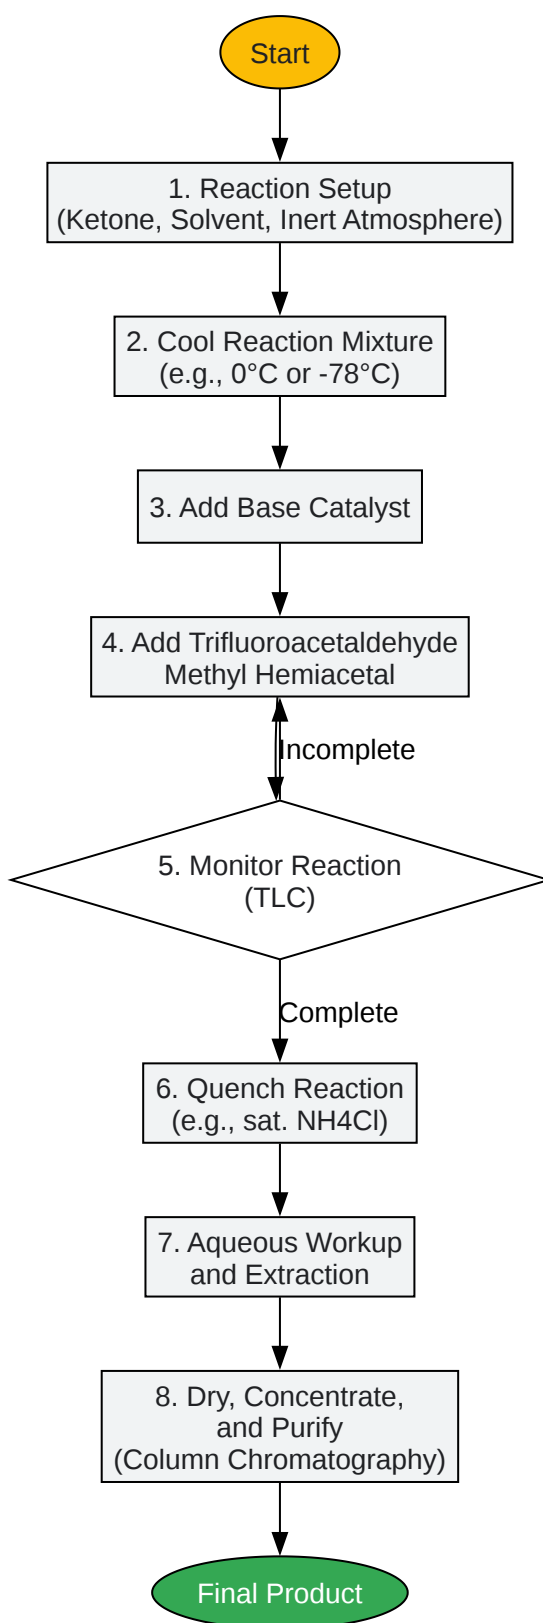 Start
1. Reaction Setup
(Ketone, Solvent, Inert Atmosphere)
2. Cool Reaction Mixture
(e.g., 0°C or -78°C)
3. Add Base Catalyst
4. Add Trifluoroacetaldehyde
Methyl Hemiacetal
Incomplete
5. Monitor Reaction
(TLC)
Complete
6. Quench Reaction
(e.g., sat. NH4Cl)
7. Aqueous Workup
and Extraction
8. Dry, Concentrate,
and Purify
(Column Chromatography)
Final Product